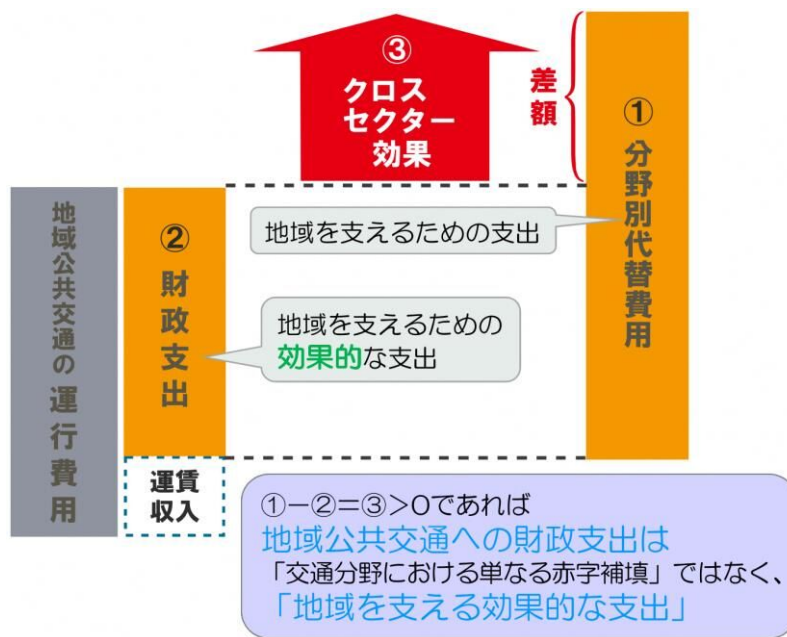 ③
クロス
セクター
効果
差額
①分野別代替費用
地域公共交通の運行費用
②財政支出
地域を支えるための支出
地域を支えるための
効果的な支出
運賃
収入
①－②＝③＞0であれば
地域公共交通への財政支出は
「交通分野における単なる赤字補填」ではなく、
「地域を支える効果的な支出」